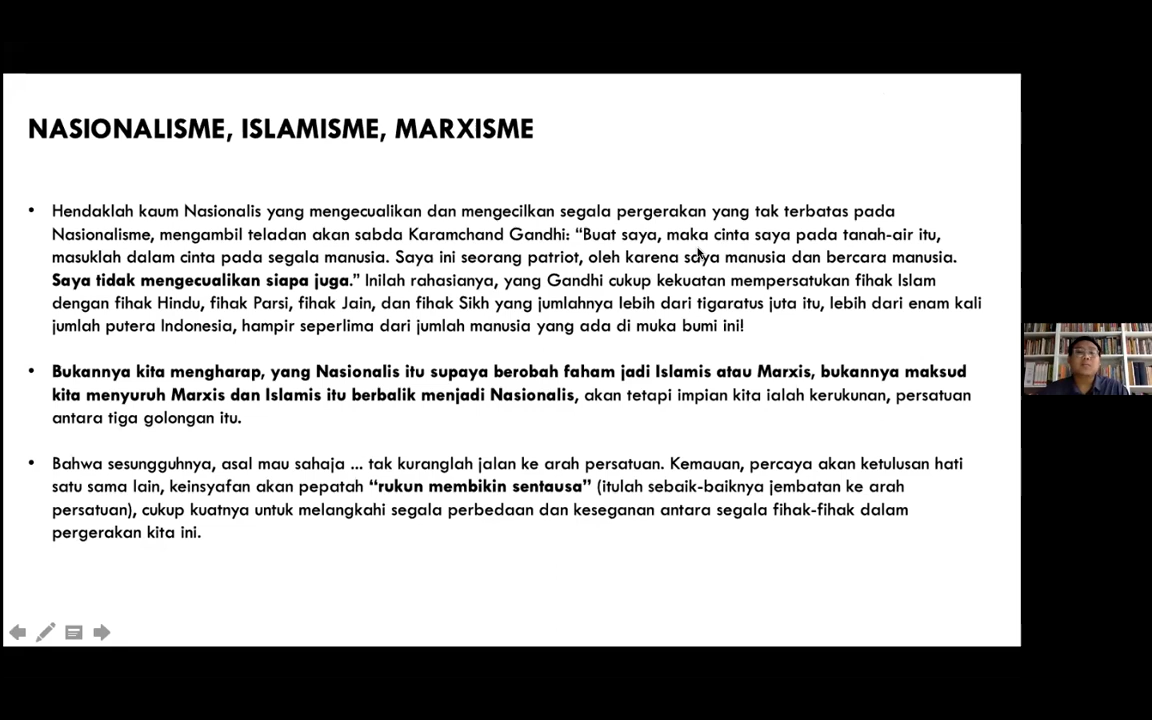 NASIONALISME, ISLAMISME, MARXISME
• Hendaklah kaum Nasionalis yang mengecualikan dan mengecilkan segala pergerakan yang tak terbatas pada
Nasionalisme, mengambil teladan akan sabda Karamchand Gandhi: “Buat saya, maka cinta saya pada tanah-air itu,
masuklah dalam cinta pada segala manusia. Saya ini seorang patriot, oleh karena saya manusia dan bercara manusia.
Saya tidak mengecualikan siapa juga.” Inilah rahasianya, yang Gandhi cukup kekuatan mempersatukan fihak Islam
dengan fihak Hindu, fihak Parsi, fihak Jain, dan fihak Sikh yang jumlahnya lebih dari tigaratus juta itu, lebih dari enam kali
jumlah putera Indonesia, hampir seperlima dari jumlah manusia yang ada di muka bumi ini!
• Bukannya kita mengharap, yang Nasionalis itu supaya berobah faham jadi Islamis atau Marxis, bukannya maksud
kita menyuruh Marxis dan Islamis itu berbalik menjadi Nasionalis, akan tetapi impian kita ialah kerukunan, persatuan
antara tiga golongan itu.
• Bahwa sesungguhnya, asal mau sahaja ... tak kuranglah jalan ke arah persatuan. Kemauan, percaya akan ketulusan hati
satu sama lain, keinsyafan akan pepatah “rukun membikin sentausa” (itulah sebaik-baiknya jembatan ke arah
persatuan), cukup kuatnya untuk melangkahi segala perbedaan dan keseganan antara segala fihak-fihak dalam
pergerakan kita ini.